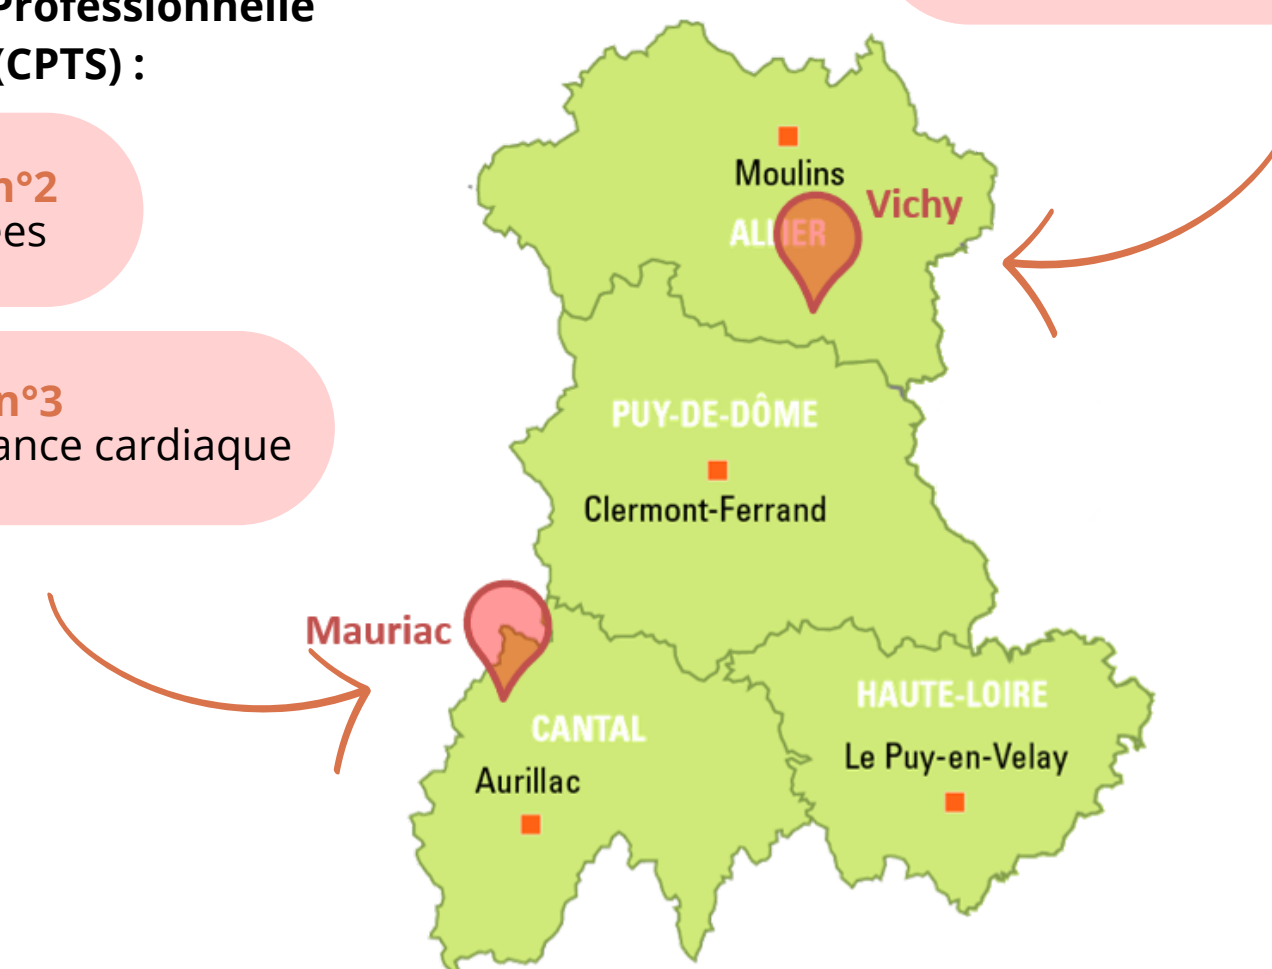 Professionnelle
(CPTS) :
n°2
es
n°3
ance cardiaque
Moulins
Vichy
ALLIER
PUY-DE-DÔME
Clermont-Ferrand
Mauriac
CANTAL
HAUTE-LOIRE
Le Puy-en-Velay
Aurillac